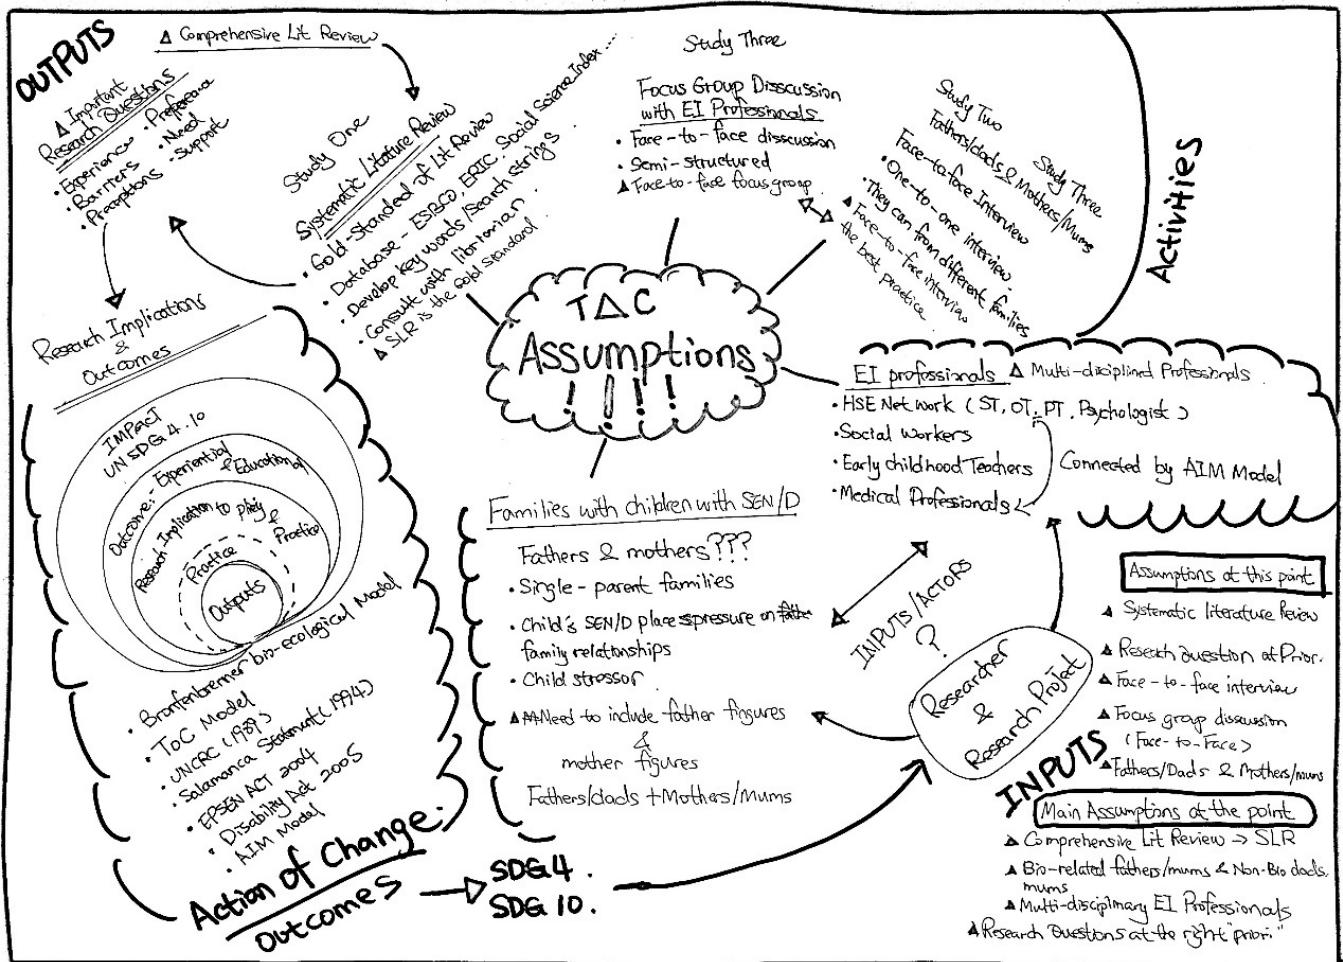 OUTPUTS
△ Comprehensive Lit Review
△ Important
Research Questions
• Experience • Preference
• Barriers • Need
• Preceptions • Support
Research Implications
&
Outcomes
Study One
Systematic Litature Review
• Gold-Standed of Lit Review
• Database - ESBCO, ERIC, Social Science Index ....
• Develop key words/Search strings
• Consult with librarian
△ SLR is the gold standard.
Study Three
Focus Group Disscussion
with EI Professionals
• Face-to-face disscussion
• Semi-structured
△ Face-to-face focus group
Study Two
Fathers/dads & Mothers/Mums
Study Three
Face-to-face Interview
• One-to-one interview
• They can from different families
△ Face-to-face interview
the best practice
Activities
T△C
Assumptions
! ! ! !
EI professionals △ Multi-disciplined Professionals
• HSE Network (ST, OT, PT, Psychologist)
• Social Workers
• Early childhood Teachers
• Medical Professionals
Connected by AIM Model
IMPACT
UN SDG 4.10
Outcome:- Experiential
& Educational
Research Implication to plicy &
Practice
Practice
Outputs
• Bronfenbremer bio-ecological Model
• ToC Model
• UNCRC (1989)
• Salamanca Statement (1994)
• EPSEN ACT 2004
• Disability Act 2005
• AIM Model
Action of Change:
Outcomes
SDG 4.
SDG 10.
Families with children with SEN/D
Fathers & mothers???
• Single-parent families
• Child's SEN/D place spressure on father
family relationships
• Child stressor
△ Need to include father figures
&
mother figures
Fathers/dads + Mothers/Mums
INPUTS/ACTORS
?
Researcher
&
Research Project
Assumptions at this point
△ Systematic literature Review
△ Reseach Question at Prior.
△ Face-to-face interview
△ Focus group disscussion
(Face-to-Face)
△ Fathers/Dads & Mothers/mums
INPUTS
Main Assumptions at the point
△ Comprehensive Lit Review → SLR
△ Bio-related fathers/mums & Non-Bio dads,
mums
△ Multi-disciplinary EI Professionals
△ Research Questions at the right "priori."